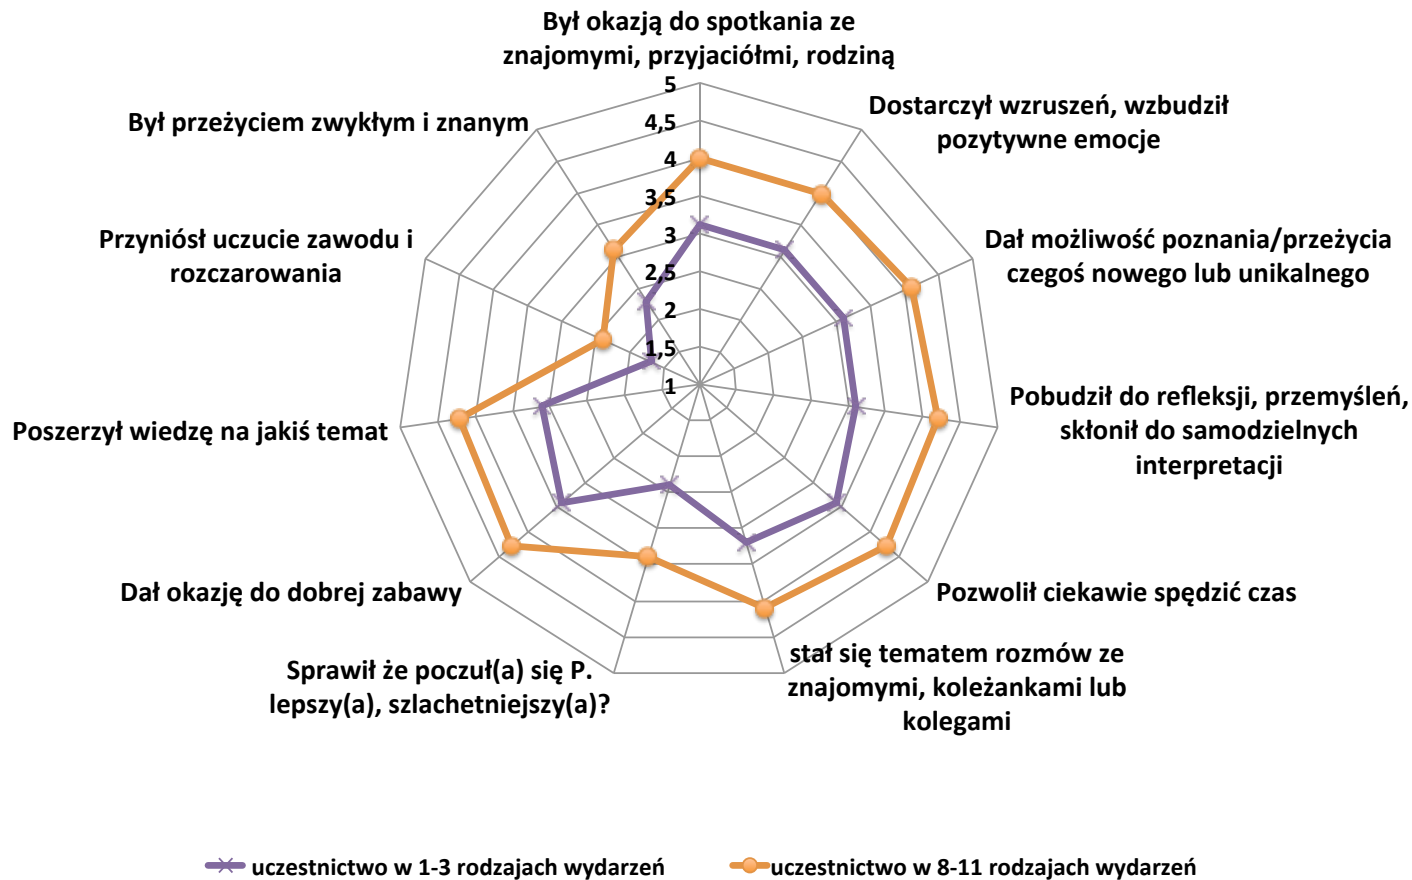 Był okazją do spotkania ze
znajomymi, przyjaciółmi, rodziną
Dostarczył wzruszeń, wzbudził
pozytywne emocje
Dał możliwość poznania/przeżycia
czegoś nowego lub unikalnego
Pobudził do refleksji, przemyśleń,
skłonił do samodzielnych
interpretacji
Pozwolił ciekawie spędzić czas
stał się tematem rozmów ze
znajomymi, koleżankami lub
kolegami
Sprawił że poczuł(a) się P.
lepszy(a), szlachetniejszy(a)?
Dał okazję do dobrej zabawy
Poszerzył wiedzę na jakiś temat
Przyniósł uczucie zawodu i
rozczarowania
Był przeżyciem zwykłym i znanym
5
4,5
4
3,5
3
2,5
2
1,5
1
uczestnictwo w 1-3 rodzajach wydarzeń
uczestnictwo w 8-11 rodzajach wydarzeń